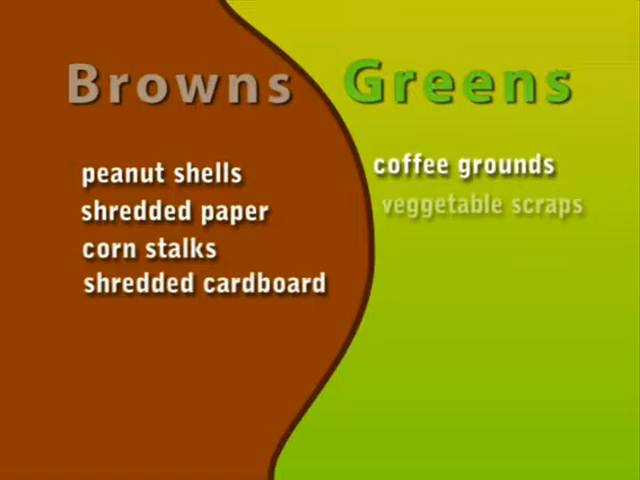 Browns
peanut shells
shredded paper
corn stalks
shredded cardboard
Greens
coffee grounds
veggetable scraps